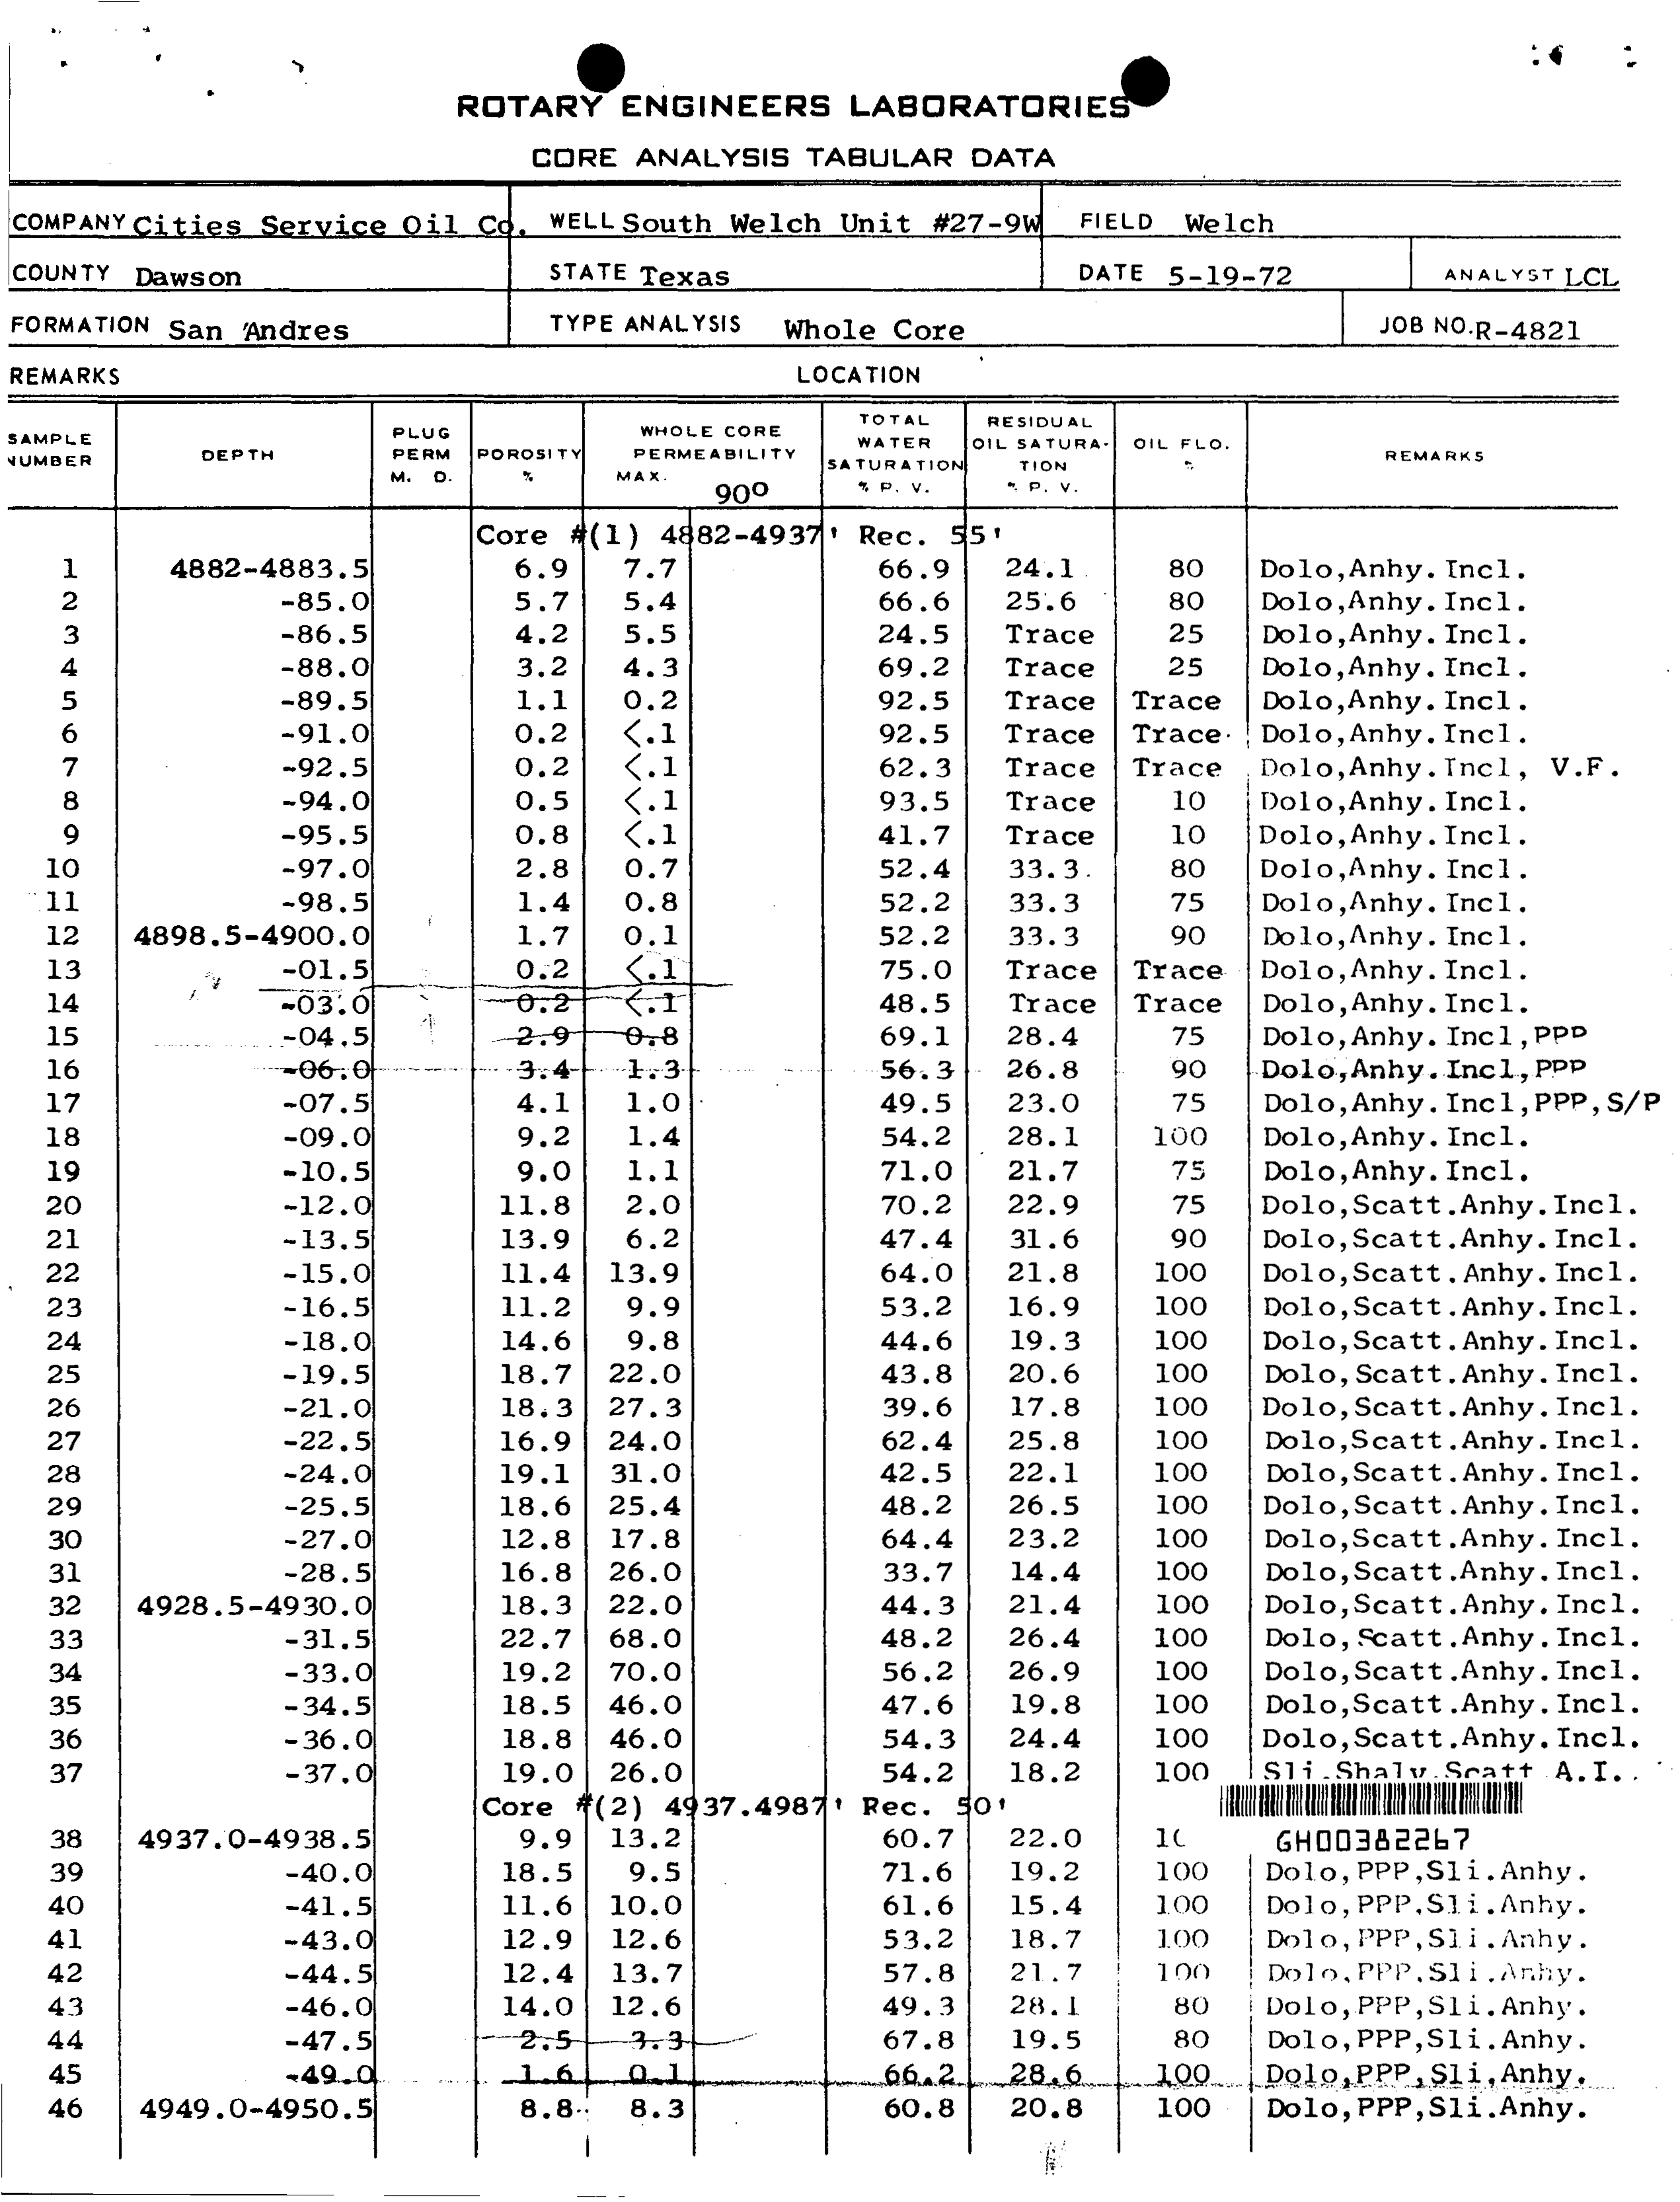 ROTARY ENGINEERS LABORATORIES
CORE ANALYSIS TABULAR DATA
COMPANY Cities Service Oil Co. WELL South Welch Unit #27-9W FIELD Welch
COUNTY Dawson STATE Texas DATE 5-19-72 ANALYST LCL
FORMATION San Andres TYPE ANALYSIS Whole Core JOB NO. R-4821
REMARKS LOCATION
SAMPLE NUMBER DEPTH PLUG PERM M. D. POROSITY % WHOLE CORE PERMEABILITY MAX. 90º TOTAL WATER SATURATION % P. V. RESIDUAL OIL SATURA- TION % P. V. OIL FLO. % REMARKS
Core #(1) 4882-4937' Rec. 55'
1 4882-4883.5 6.9 7.7 66.9 24.1 80 Dolo,Anhy.Incl.
2 -85.0 5.7 5.4 66.6 25.6 80 Dolo,Anhy.Incl.
3 -86.5 4.2 5.5 24.5 Trace 25 Dolo,Anhy.Incl.
4 -88.0 3.2 4.3 69.2 Trace 25 Dolo,Anhy.Incl.
5 -89.5 1.1 0.2 92.5 Trace Trace Dolo,Anhy.Incl.
6 -91.0 0.2 <.1 92.5 Trace Trace Dolo,Anhy.Incl.
7 -92.5 0.2 <.1 62.3 Trace Trace Dolo,Anhy.Incl, V.F.
8 -94.0 0.5 <.1 93.5 Trace 10 Dolo,Anhy.Incl.
9 -95.5 0.8 <.1 41.7 Trace 10 Dolo,Anhy.Incl.
10 -97.0 2.8 0.7 52.4 33.3 80 Dolo,Anhy.Incl.
11 -98.5 1.4 0.8 52.2 33.3 75 Dolo,Anhy.Incl.
12 4898.5-4900.0 1.7 0.1 52.2 33.3 90 Dolo,Anhy.Incl.
13 -01.5 0.2 <.1 75.0 Trace Trace Dolo,Anhy.Incl.
14 -03.0 0.2 <.1 48.5 Trace Trace Dolo,Anhy.Incl.
15 -04.5 2.9 0.8 69.1 28.4 75 Dolo,Anhy.Incl,PPP
16 -06.0 3.4 1.3 56.3 26.8 90 Dolo,Anhy.Incl,PPP
17 -07.5 4.1 1.0 49.5 23.0 75 Dolo,Anhy.Incl,PPP,S/P
18 -09.0 9.2 1.4 54.2 28.1 100 Dolo,Anhy.Incl.
19 -10.5 9.0 1.1 71.0 21.7 75 Dolo,Anhy.Incl.
20 -12.0 11.8 2.0 70.2 22.9 75 Dolo,Scatt.Anhy.Incl.
21 -13.5 13.9 6.2 47.4 31.6 90 Dolo,Scatt.Anhy.Incl.
22 -15.0 11.4 13.9 64.0 21.8 100 Dolo,Scatt.Anhy.Incl.
23 -16.5 11.2 9.9 53.2 16.9 100 Dolo,Scatt.Anhy.Incl.
24 -18.0 14.6 9.8 44.6 19.3 100 Dolo,Scatt.Anhy.Incl.
25 -19.5 18.7 22.0 43.8 20.6 100 Dolo,Scatt.Anhy.Incl.
26 -21.0 18.3 27.3 39.6 17.8 100 Dolo,Scatt.Anhy.Incl.
27 -22.5 16.9 24.0 62.4 25.8 100 Dolo,Scatt.Anhy.Incl.
28 -24.0 19.1 31.0 42.5 22.1 100 Dolo,Scatt.Anhy.Incl.
29 -25.5 18.6 25.4 48.2 26.5 100 Dolo,Scatt.Anhy.Incl.
30 -27.0 12.8 17.8 64.4 23.2 100 Dolo,Scatt.Anhy.Incl.
31 -28.5 16.8 26.0 33.7 14.4 100 Dolo,Scatt.Anhy.Incl.
32 4928.5-4930.0 18.3 22.0 44.3 21.4 100 Dolo,Scatt.Anhy.Incl.
33 -31.5 22.7 68.0 48.2 26.4 100 Dolo,Scatt.Anhy.Incl.
34 -33.0 19.2 70.0 56.2 26.9 100 Dolo,Scatt.Anhy.Incl.
35 -34.5 18.5 46.0 47.6 19.8 100 Dolo,Scatt.Anhy.Incl.
36 -36.0 18.8 46.0 54.3 24.4 100 Dolo,Scatt.Anhy.Incl.
37 -37.0 19.0 26.0 54.2 18.2 100 Sli.Shaly.Scatt A.I.
Core #(2) 4937.4987' Rec. 50'
38 4937.0-4938.5 9.9 13.2 60.7 22.0 GH00382267
39 -40.0 18.5 9.5 71.6 19.2 100 Dolo,PPP,Sli.Anhy.
40 -41.5 11.6 10.0 61.6 15.4 100 Dolo,PPP,Sli.Anhy.
41 -43.0 12.9 12.6 53.2 18.7 100 Dolo,PPP,Sli.Anhy.
42 -44.5 12.4 13.7 57.8 21.7 100 Dolo,PPP,Sli.Anhy.
43 -46.0 14.0 12.6 49.3 28.1 80 Dolo,PPP,Sli.Anhy.
44 -47.5 2.5 3.3 67.8 19.5 80 Dolo,PPP,Sli.Anhy.
45 -49.0 1.6 0.1 66.2 28.6 100 Dolo,PPP,Sli,Anhy.
46 4949.0-4950.5 8.8 8.3 60.8 20.8 100 Dolo,PPP,Sli.Anhy.